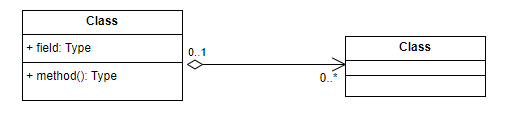 Class
+ field: Type
+ method(): Type
0..1
0..*
Class